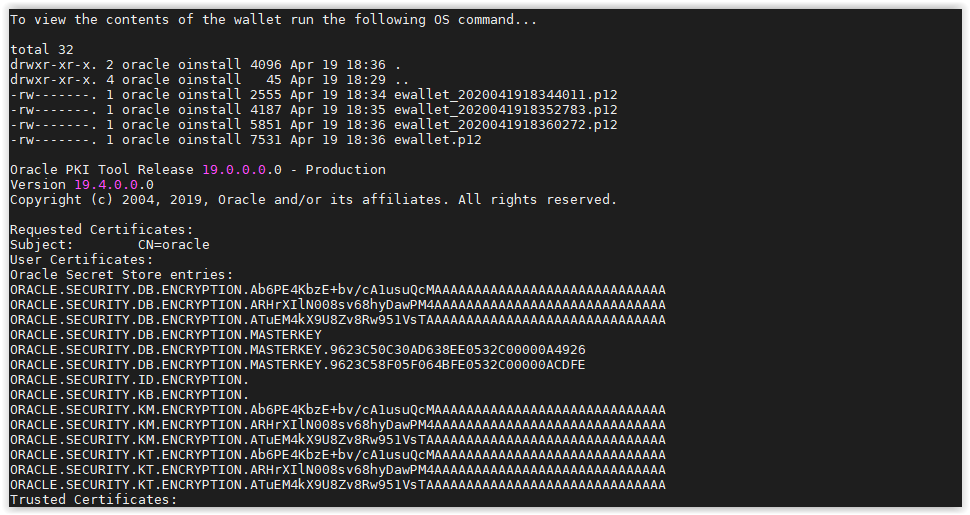 To view the contents of the wallet run the following OS command...
total 32
drwxr-xr-x. 2 oracle oinstall 4096 Apr 19 18:36 .
drwxr-xr-x. 4 oracle oinstall   45 Apr 19 18:29 ..
-rw-------. 1 oracle oinstall 2555 Apr 19 18:34 ewallet_2020041918344011.p12
-rw-------. 1 oracle oinstall 4187 Apr 19 18:35 ewallet_2020041918352783.p12
-rw-------. 1 oracle oinstall 5851 Apr 19 18:36 ewallet_2020041918360272.p12
-rw-------. 1 oracle oinstall 7531 Apr 19 18:36 ewallet.p12
Oracle PKI Tool Release 19.0.0.0.0 - Production
Version 19.4.0.0.0
Copyright (c) 2004, 2019, Oracle and/or its affiliates. All rights reserved.
Requested Certificates:
Subject:        CN=oracle
User Certificates:
Oracle Secret Store entries:
ORACLE.SECURITY.DB.ENCRYPTION.Ab6PE4KbzE+bv/cA1usuQcMAAAAAAAAAAAAAAAAAAAAAAAAAAAAA
ORACLE.SECURITY.DB.ENCRYPTION.ARHrXIlN008sv68hyDawPM4AAAAAAAAAAAAAAAAAAAAAAAAAAAAA
ORACLE.SECURITY.DB.ENCRYPTION.ATuEM4kX9U8Zv8Rw951VsTAAAAAAAAAAAAAAAAAAAAAAAAAAAAAA
ORACLE.SECURITY.DB.ENCRYPTION.MASTERKEY
ORACLE.SECURITY.DB.ENCRYPTION.MASTERKEY.9623C50C30AD638EE0532C00000A4926
ORACLE.SECURITY.DB.ENCRYPTION.MASTERKEY.9623C58F05F064BFE0532C00000ACDFE
ORACLE.SECURITY.ID.ENCRYPTION.
ORACLE.SECURITY.KB.ENCRYPTION.
ORACLE.SECURITY.KM.ENCRYPTION.Ab6PE4KbzE+bv/cA1usuQcMAAAAAAAAAAAAAAAAAAAAAAAAAAAAA
ORACLE.SECURITY.KM.ENCRYPTION.ARHrXIlN008sv68hyDawPM4AAAAAAAAAAAAAAAAAAAAAAAAAAAAA
ORACLE.SECURITY.KM.ENCRYPTION.ATuEM4kX9U8Zv8Rw951VsTAAAAAAAAAAAAAAAAAAAAAAAAAAAAAA
ORACLE.SECURITY.KT.ENCRYPTION.Ab6PE4KbzE+bv/cA1usuQcMAAAAAAAAAAAAAAAAAAAAAAAAAAAAA
ORACLE.SECURITY.KT.ENCRYPTION.ARHrXIlN008sv68hyDawPM4AAAAAAAAAAAAAAAAAAAAAAAAAAAAA
ORACLE.SECURITY.KT.ENCRYPTION.ATuEM4kX9U8Zv8Rw951VsTAAAAAAAAAAAAAAAAAAAAAAAAAAAAAA
Trusted Certificates: